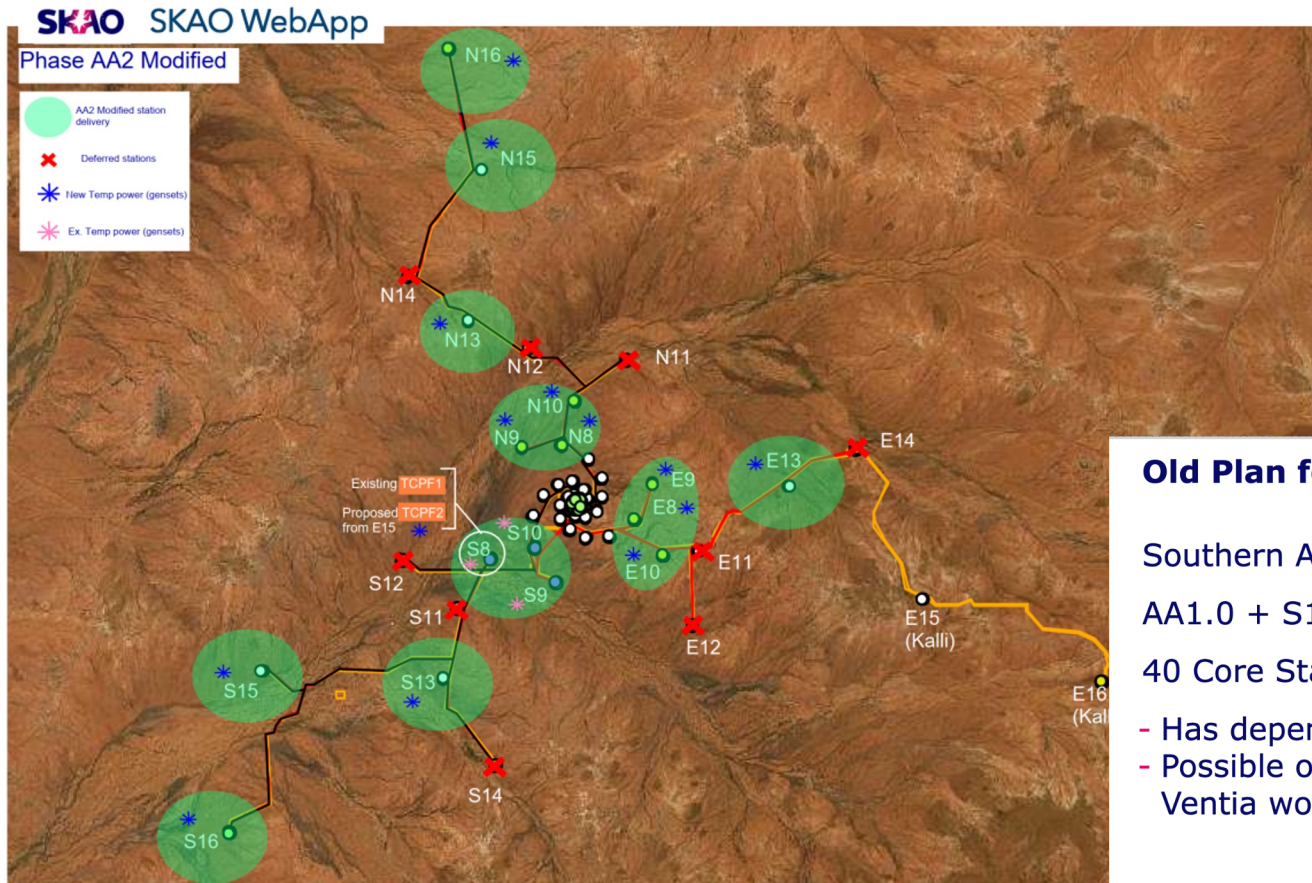 SKAO SKAO WebApp
Phase AA2 Modified
AA2 Modified station
delivery
Deferred stations
New Temp power (gensets)
Ex. Temp power (gensets)
N16
N15
N14
N13
N12
N11
N10
N9
N8
E14
E13
E9
E8
Existing TCPF1
Proposed TCPF2
from E15
S10
S8
E10
E11
S12
S9
S11
E12
E15
(Kalli)
S15
S13
E16
(Kal
S14
S16
Old Plan f
Southern A
AA1.0 + S1
40 Core Sta
- Has depen
- Possible o
Ventia wo